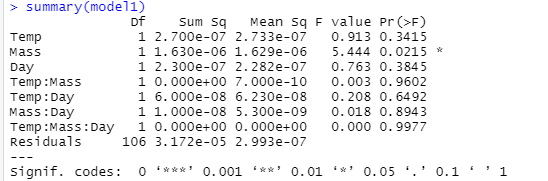 > summary(model1)
Df Sum Sq Mean Sq F value Pr(>F)
Temp 1 2.700e-07 2.733e-07 0.913 0.3415
Mass 1 1.630e-06 1.629e-06 5.444 0.0215 *
Day 1 2.300e-07 2.282e-07 0.763 0.3845
Temp:Mass 1 0.000e+00 7.000e-10 0.003 0.9602
Temp:Day 1 6.000e-08 6.230e-08 0.208 0.6492
Mass:Day 1 1.000e-08 5.300e-09 0.018 0.8943
Temp:Mass:Day 1 0.000e+00 0.000e+00 0.000 0.9977
Residuals 106 3.172e-05 2.993e-07
---
Signif. codes: 0 ‘***’ 0.001 ‘**’ 0.01 ‘*’ 0.05 ‘.’ 0.1 ‘ ’ 1